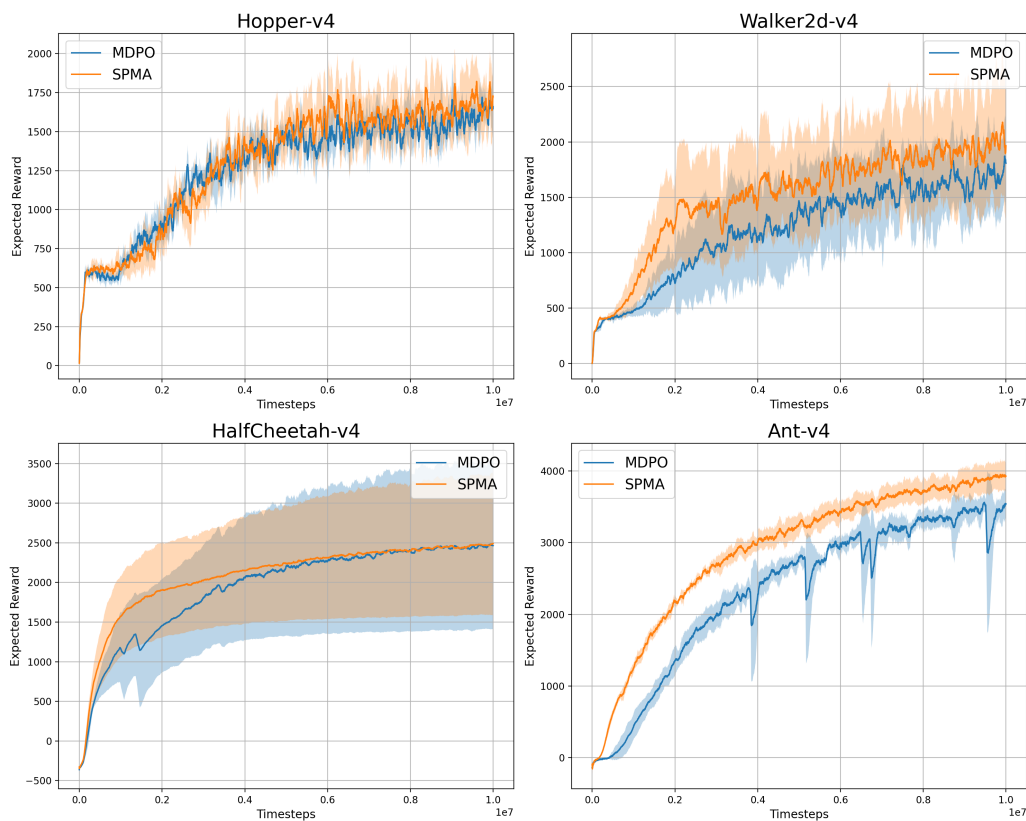 Hopper-v4
MDPO
SPMA
2000
1750
1500
1250
1000
750
500
250
0
Expected Reward
0.0
0.2
0.4
0.6
0.8
1.0
1e7
Timesteps
Walker2d-v4
MDPO
SPMA
2500
2000
1500
1000
500
0
Expected Reward
0.0
0.2
0.4
0.6
0.8
1.0
1e7
Timesteps
HalfCheetah-v4
MDPO
SPMA
3500
3000
2500
2000
1500
1000
500
0
−500
Expected Reward
0.0
0.2
0.4
0.6
0.8
1.0
1e7
Timesteps
Ant-v4
MDPO
SPMA
4000
3000
2000
1000
0
Expected Reward
0.0
0.2
0.4
0.6
0.8
1.0
1e7
Timesteps